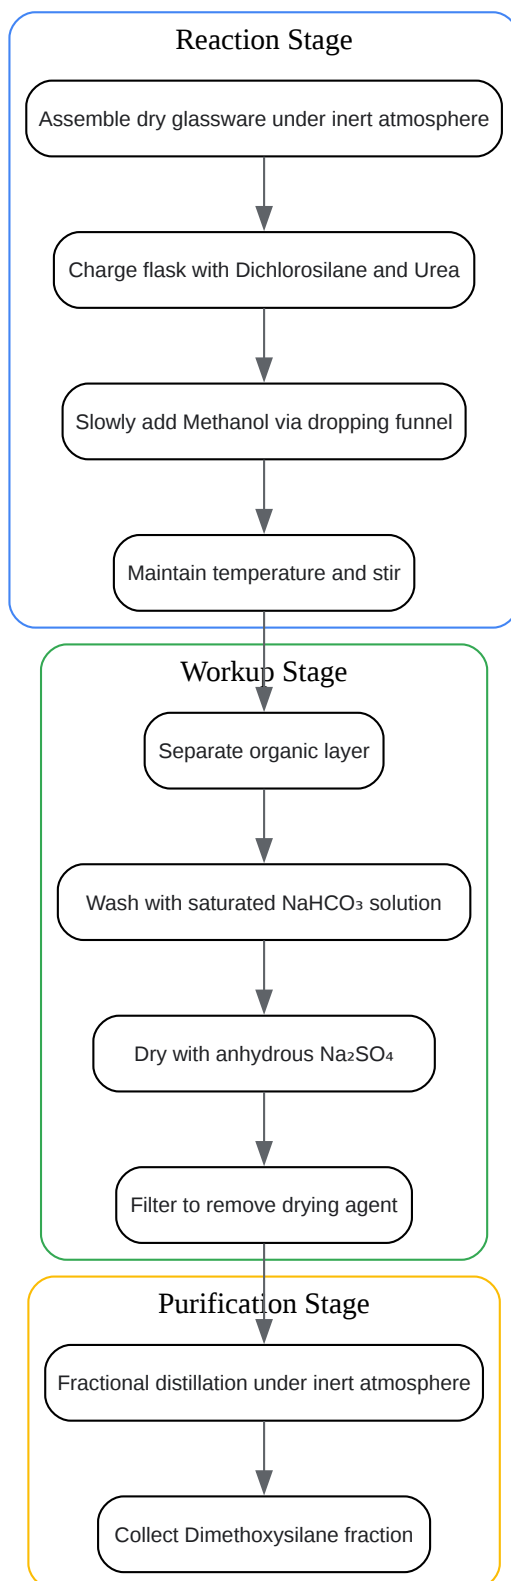 Reaction Stage
Assemble dry glassware under inert atmosphere
Charge flask with Dichlorosilane and Urea
Slowly add Methanol via dropping funnel
Maintain temperature and stir
Workup Stage
Separate organic layer
Wash with saturated NaHCO₃ solution
Dry with anhydrous Na₂SO₄
Filter to remove drying agent
Purification Stage
Fractional distillation under inert atmosphere
Collect Dimethoxysilane fraction